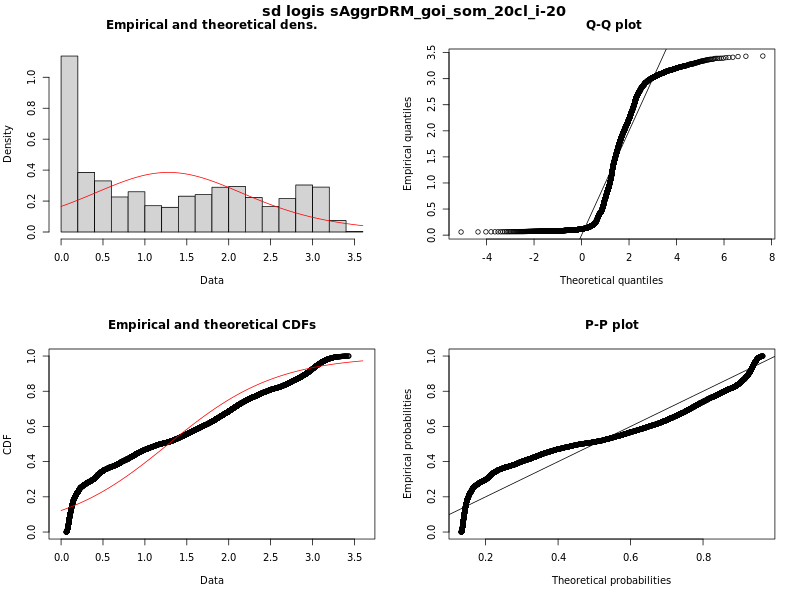 sd logis sAggrDRM_goi_som_20cl_i-20
Empirical and theoretical dens.
Q-Q plot
Density
0.0 0.2 0.4 0.6 0.8 1.0
0.0 0.5 1.0 1.5 2.0 2.5 3.0 3.5
Data
Empirical quantiles
0.0 0.5 1.0 1.5 2.0 2.5 3.0 3.5
-4 -2 0 2 4 6 8
Theoretical quantiles
Empirical and theoretical CDFs
P-P plot
CDF
0.0 0.2 0.4 0.6 0.8 1.0
0.0 0.5 1.0 1.5 2.0 2.5 3.0 3.5
Data
Empirical probabilities
0.0 0.2 0.4 0.6 0.8 1.0
0.2 0.4 0.6 0.8
Theoretical probabilities